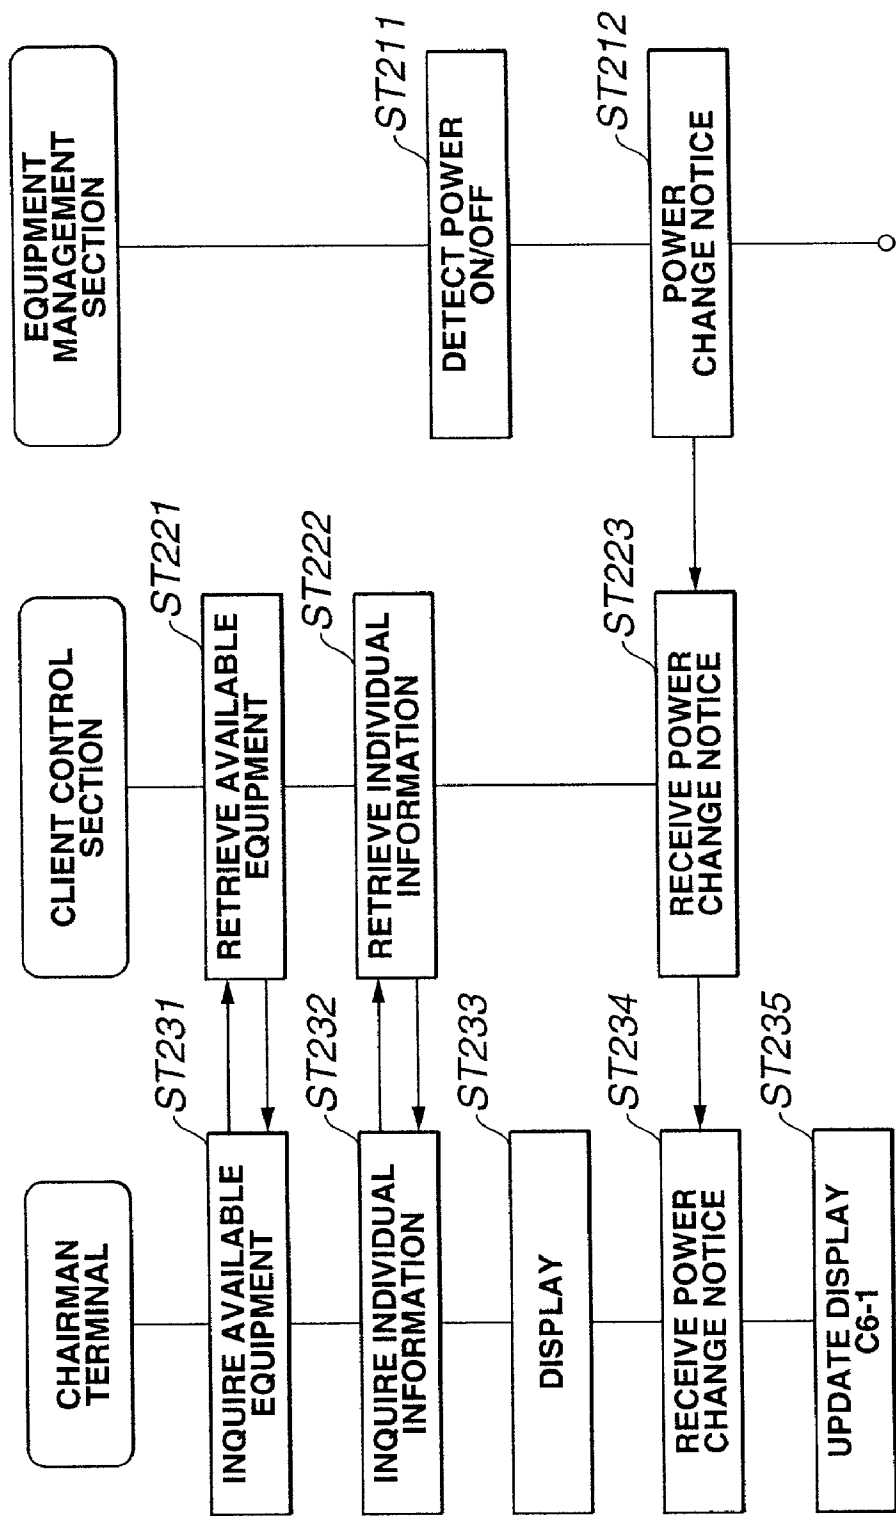 CHAIRMAN
TERMINAL
ST231
INQUIRE AVAILABLE
EQUIPMENT
ST232
INQUIRE INDIVIDUAL
INFORMATION
ST233
DISPLAY
ST234
RECEIVE POWER
CHANGE NOTICE
ST235
UPDATE DISPLAY
C6-1
CLIENT CONTROL
SECTION
ST221
RETRIEVE AVAILABLE
EQUIPMENT
ST222
RETRIEVE INDIVIDUAL
INFORMATION
ST223
RECEIVE POWER
CHANGE NOTICE
EQUIPMENT
MANAGEMENT
SECTION
ST211
DETECT POWER
ON/OFF
ST212
POWER
CHANGE NOTICE